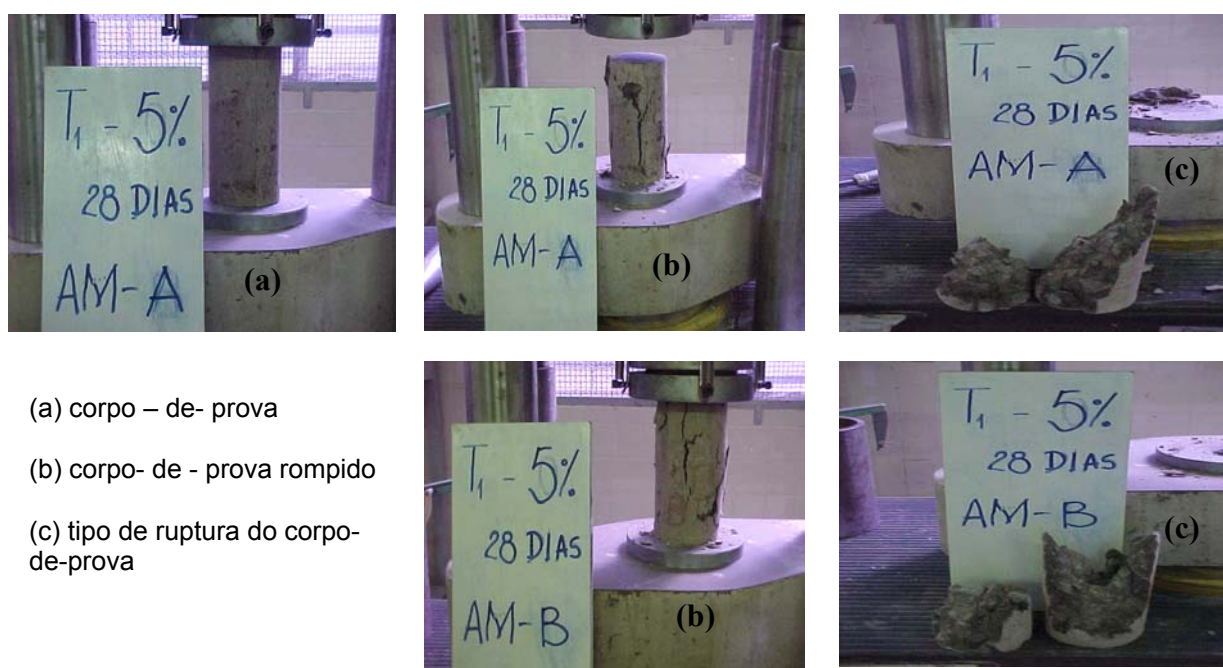 T₁ - 5%
28 DIAS
AM-A
(a)
T₁ - 5%
28 DIAS
AM-A
(b)
T₁ - 5%
28 DIAS
AM-A
(c)
(a) corpo – de- prova
(b) corpo- de - prova rompido
(c) tipo de ruptura do corpo-
de-prova
T₁ - 5%
28 DIAS
AM-B
(b)
T₁ - 5%
28 DIAS
AM-B
(c)